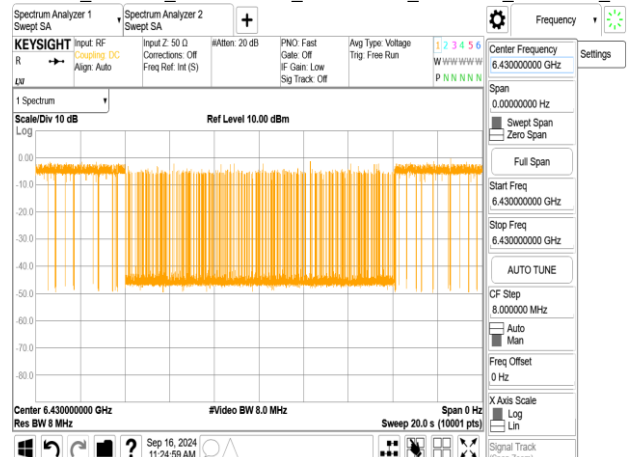 Spectrum Analyzer 1
Swept SA
Spectrum Analyzer 2
Swept SA
+
Frequency
KEYSIGHT
R
Input: RF
Coupling: DC
Align: Auto
Input Z: 50 Ω
Corrections: Off
Freq Ref: Int (S)
#Atten: 20 dB
PNO: Fast
Gate: Off
IF Gain: Low
Sig Track: Off
Avg Type: Voltage
Trig: Free Run
1 2 3 4 5 6
W W W W W W
P N N N N N
Center Frequency
6.430000000 GHz
Settings
Span
0.00000000 Hz
Swept Span
Zero Span
Full Span
Start Freq
6.430000000 GHz
Stop Freq
6.430000000 GHz
AUTO TUNE
CF Step
8.000000 MHz
Auto
Man
Freq Offset
0 Hz
X Axis Scale
Log
Lin
Signal Track
1 Spectrum
Scale/Div 10 dB
Ref Level 10.00 dBm
Log
0.00
-10.0
-20.0
-30.0
-40.0
-50.0
-60.0
-70.0
-80.0
Center 6.430000000 GHz
#Video BW 8.0 MHz
Span 0 Hz
Res BW 8 MHz
Sweep 20.0 s (10001 pts)
?
Sep 16, 2024
11:24:59 AM